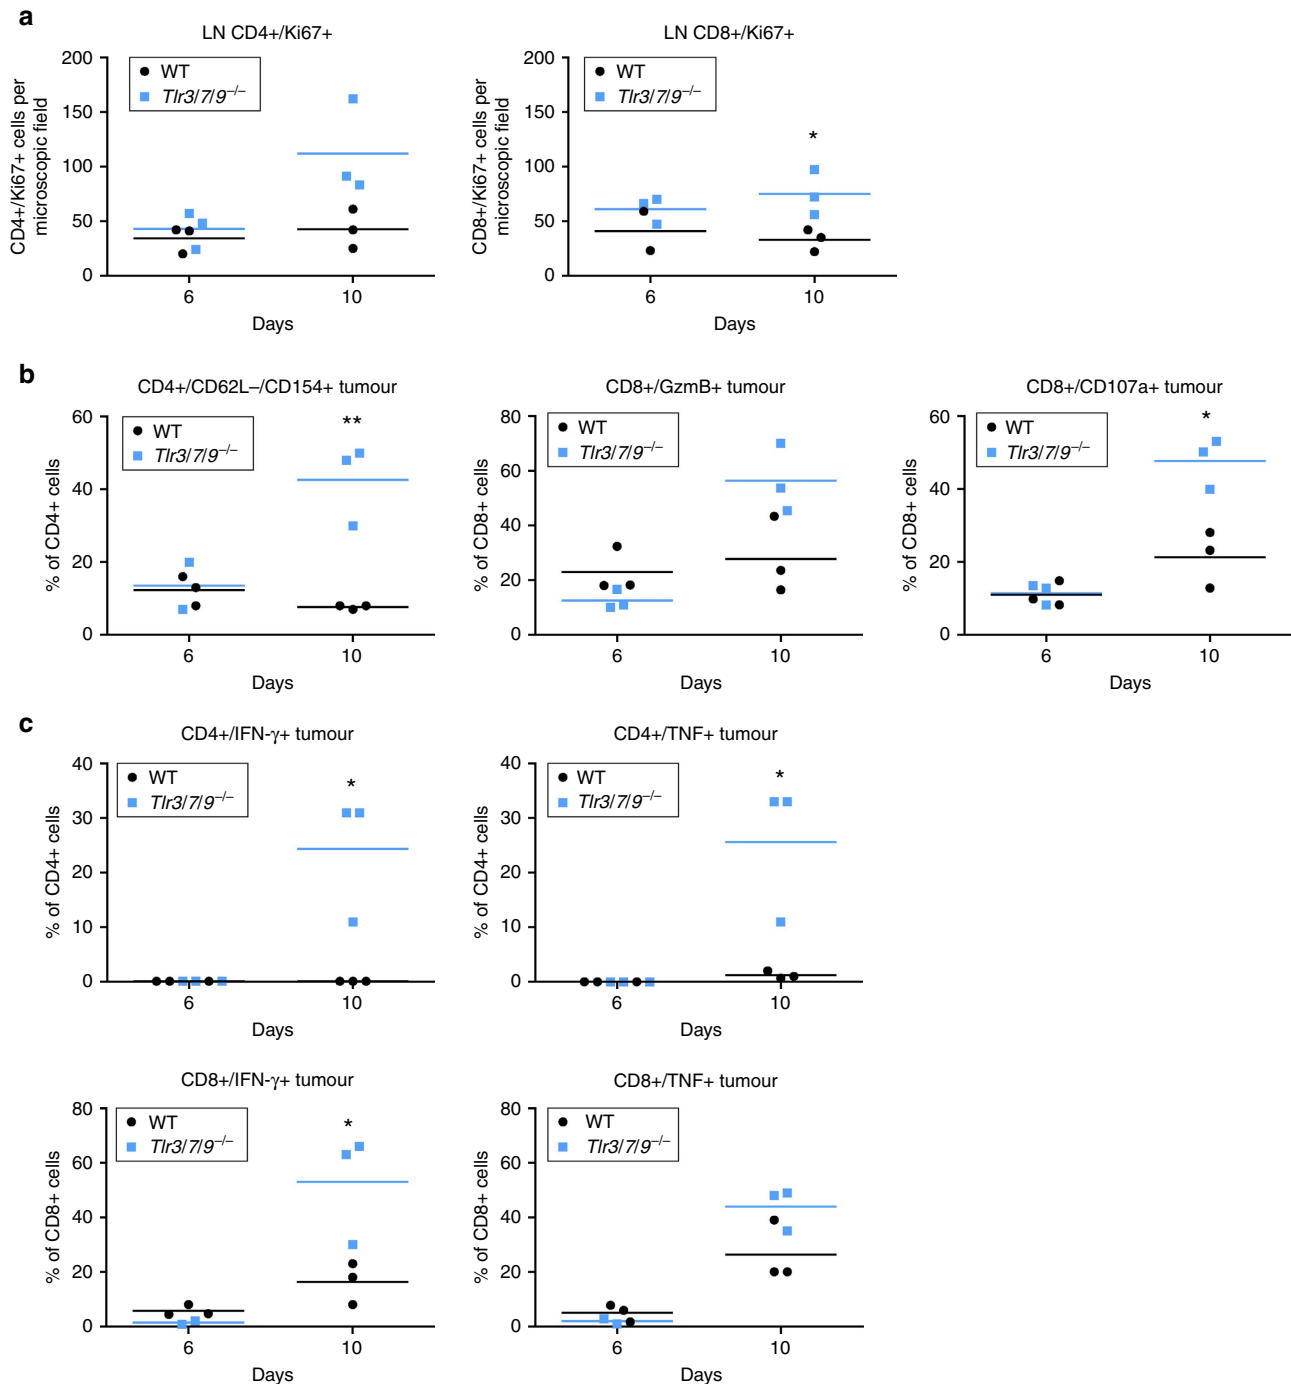 a
LN CD4+/Ki67+
CD4+/Ki67+ cells per
microscopic field
200
150
100
50
0
WT
Tlr3/7/9⁻/⁻
6
10
Days
LN CD8+/Ki67+
CD8+/Ki67+ cells per
microscopic field
200
150
100
50
0
WT
Tlr3/7/9⁻/⁻
*
6
10
Days
b
CD4+/CD62L–/CD154+ tumour
% of CD4+ cells
60
40
20
0
WT
Tlr3/7/9⁻/⁻
**
6
10
Days
CD8+/GzmB+ tumour
% of CD8+ cells
80
60
40
20
0
WT
Tlr3/7/9⁻/⁻
6
10
Days
CD8+/CD107a+ tumour
% of CD8+ cells
60
40
20
0
WT
Tlr3/7/9⁻/⁻
*
6
10
Days
c
CD4+/IFN-γ+ tumour
% of CD4+ cells
40
30
20
10
0
WT
Tlr3/7/9⁻/⁻
*
6
10
Days
CD4+/TNF+ tumour
% of CD4+ cells
40
30
20
10
0
WT
Tlr3/7/9⁻/⁻
*
6
10
Days
CD8+/IFN-γ+ tumour
% of CD8+ cells
80
60
40
20
0
WT
Tlr3/7/9⁻/⁻
*
6
10
Days
CD8+/TNF+ tumour
% of CD8+ cells
80
60
40
20
0
WT
Tlr3/7/9⁻/⁻
6
10
Days